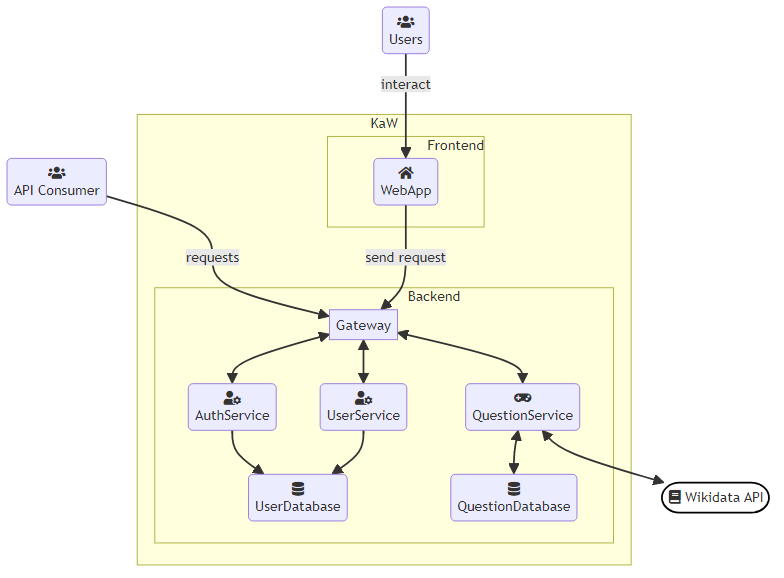 Users
interact
KaW
Frontend
WebApp
API Consumer
requests
send request
Backend
Gateway
AuthService
UserService
QuestionService
UserDatabase
QuestionDatabase
Wikidata API